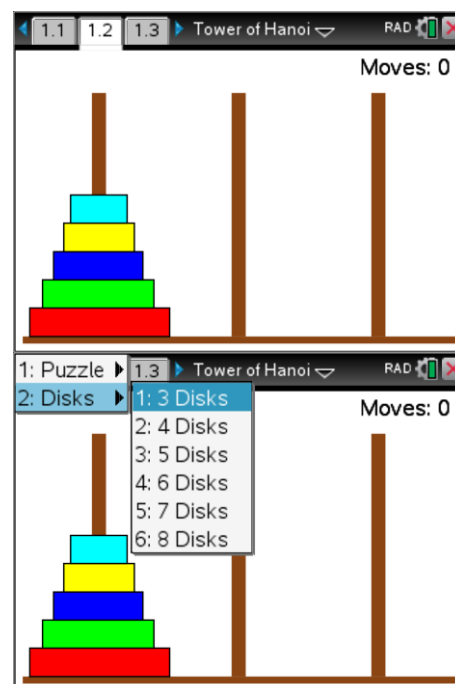 1.1 1.2 1.3 Tower of Hanoi RAD
Moves: 0
1: Puzzle 1.3 Tower of Hanoi RAD
2: Disks 1: 3 Disks
Moves: 0
2: 4 Disks
3: 5 Disks
4: 6 Disks
5: 7 Disks
6: 8 Disks